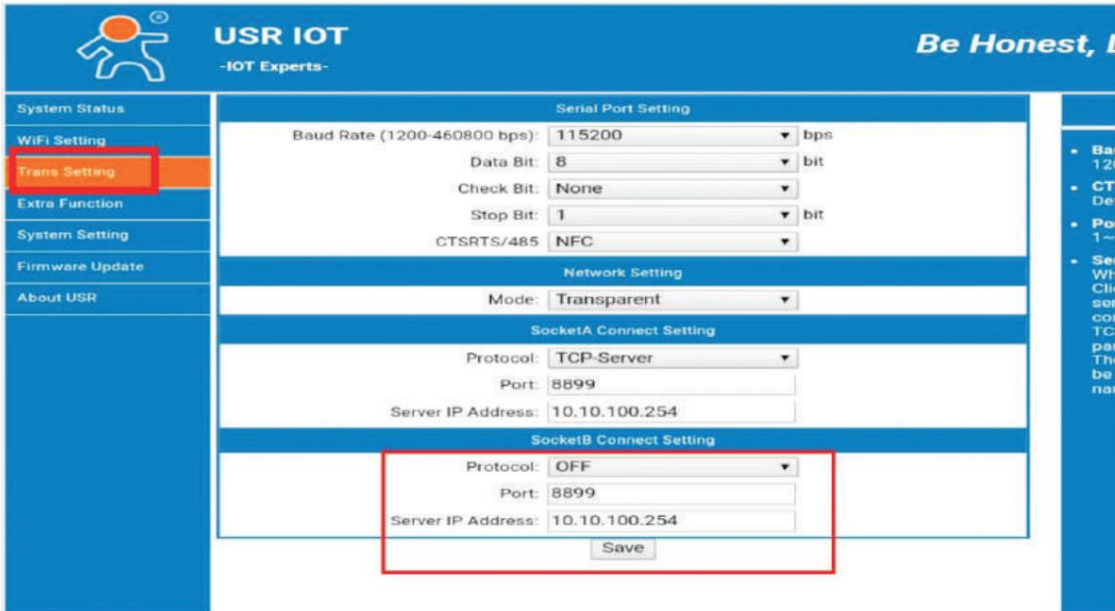 USR IOT
-IOT Experts-
Be Honest,
System Status
WiFi Setting
Trans Setting
Extra Function
System Setting
Firmware Update
About USR
Serial Port Setting
Baud Rate (1200-460800 bps): 115200 bps
Data Bit: 8 bit
Check Bit: None
Stop Bit: 1 bit
CTSRTS/485 NFC
Network Setting
Mode: Transparent
SocketA Connect Setting
Protocol: TCP-Server
Port: 8899
Server IP Address: 10.10.100.254
SocketB Connect Setting
Protocol: OFF
Port: 8899
Server IP Address: 10.10.100.254
Save